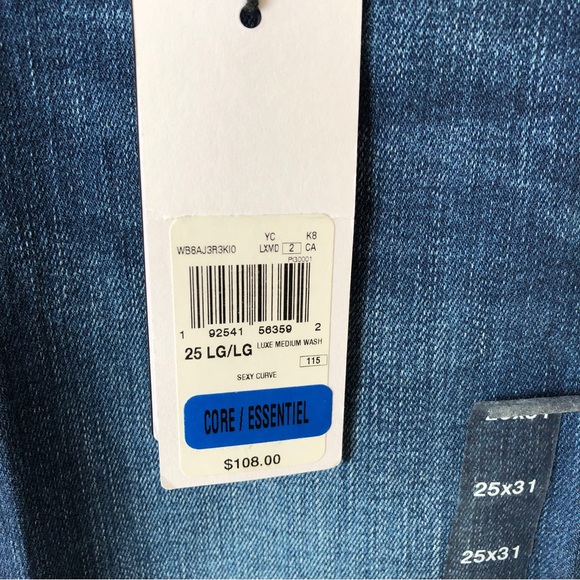 YC K8
WB8AJ3R3KI0 LXMD 2 CA
PI30001
1 92541 56359 2
25 LG/LG LUXE MEDIUM WASH
115
SEXY CURVE
CORE / ESSENTIEL
$108.00
25x31
25x31